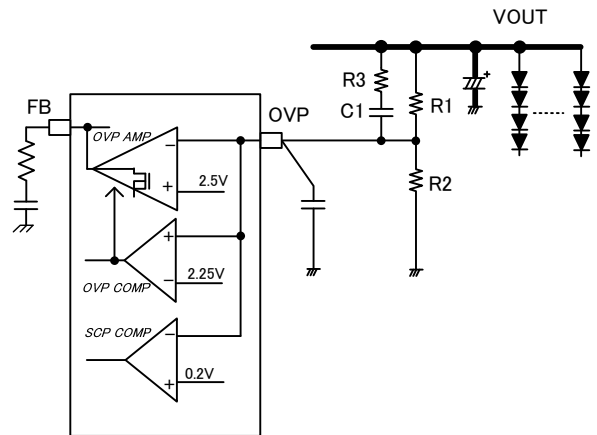 VOUT
R3
C1
R1
FB
OVP
OVP AMP
−
+
2.5V
R2
+
−
2.25V
OVP COMP
SCP COMP
−
+
0.2V
+